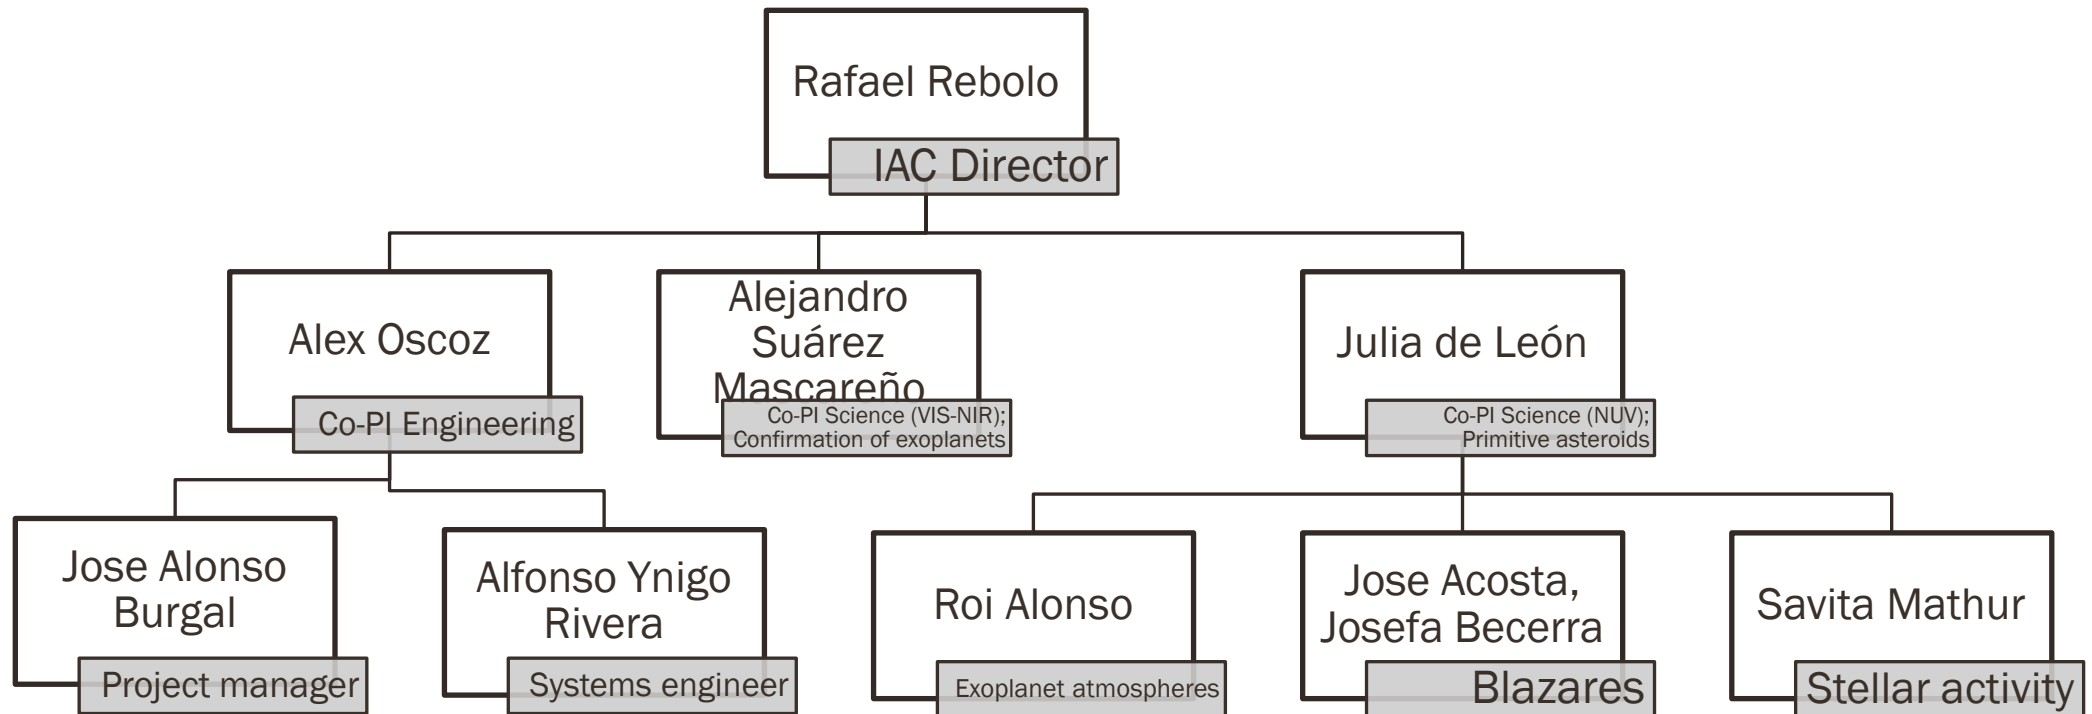 Rafael Rebolo
IAC Director
Alex Oscoz
Co-PI Engineering
Alejandro
Suárez
Mascareño
Co-PI Science (VIS-NIR);
Confirmation of exoplanets
Julia de León
Co-PI Science (NUV);
Primitive asteroids
Jose Alonso
Burgal
Project manager
Alfonso Ynigo
Rivera
Systems engineer
Roi Alonso
Exoplanet atmospheres
Jose Acosta,
Josefa Becerra
Blazares
Savita Mathur
Stellar activity